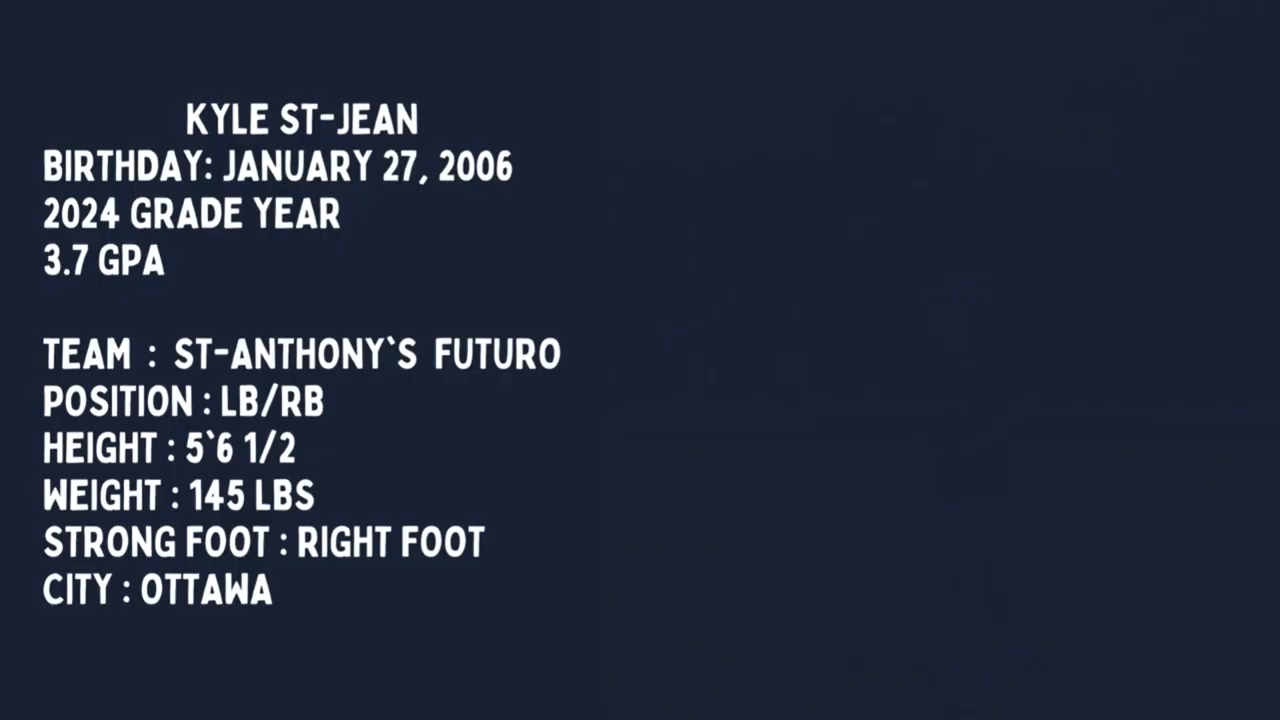 KYLE ST-JEAN
BIRTHDAY: JANUARY 27, 2006
2024 GRADE YEAR
3.7 GPA
TEAM : ST-ANTHONY`S FUTURO
POSITION : LB/RB
HEIGHT : 5`6 1/2
WEIGHT : 145 LBS
STRONG FOOT : RIGHT FOOT
CITY : OTTAWA